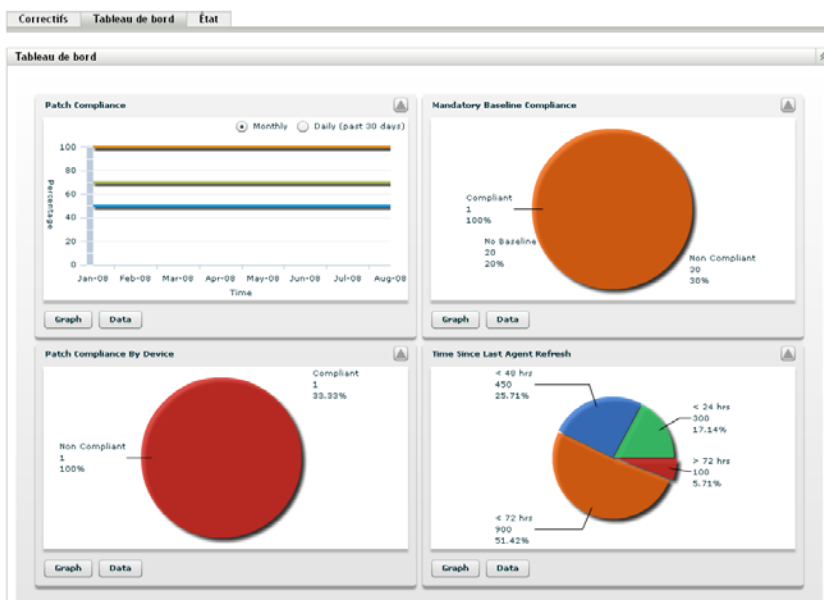 Correctifs Tableau de bord État
Tableau de bord
Patch Compliance
Monthly Daily (past 30 days)
100
80
60
40
20
0
Percentage
Jan-08 Feb-08 Mar-08 Apr-08 May-08 Jun-08 Jul-08 Aug-08
Time
Graph Data
Mandatory Baseline Compliance
Compliant
1
100%
No Baseline
20
20%
Non Compliant
30
30%
Graph Data
Patch Compliance By Device
Compliant
1
33.33%
Non Compliant
1
100%
Graph Data
Time Since Last Agent Refresh
< 48 hrs
450
25.71%
< 24 hrs
300
17.14%
> 72 hrs
100
5.71%
< 72 hrs
900
51.42%
Graph Data